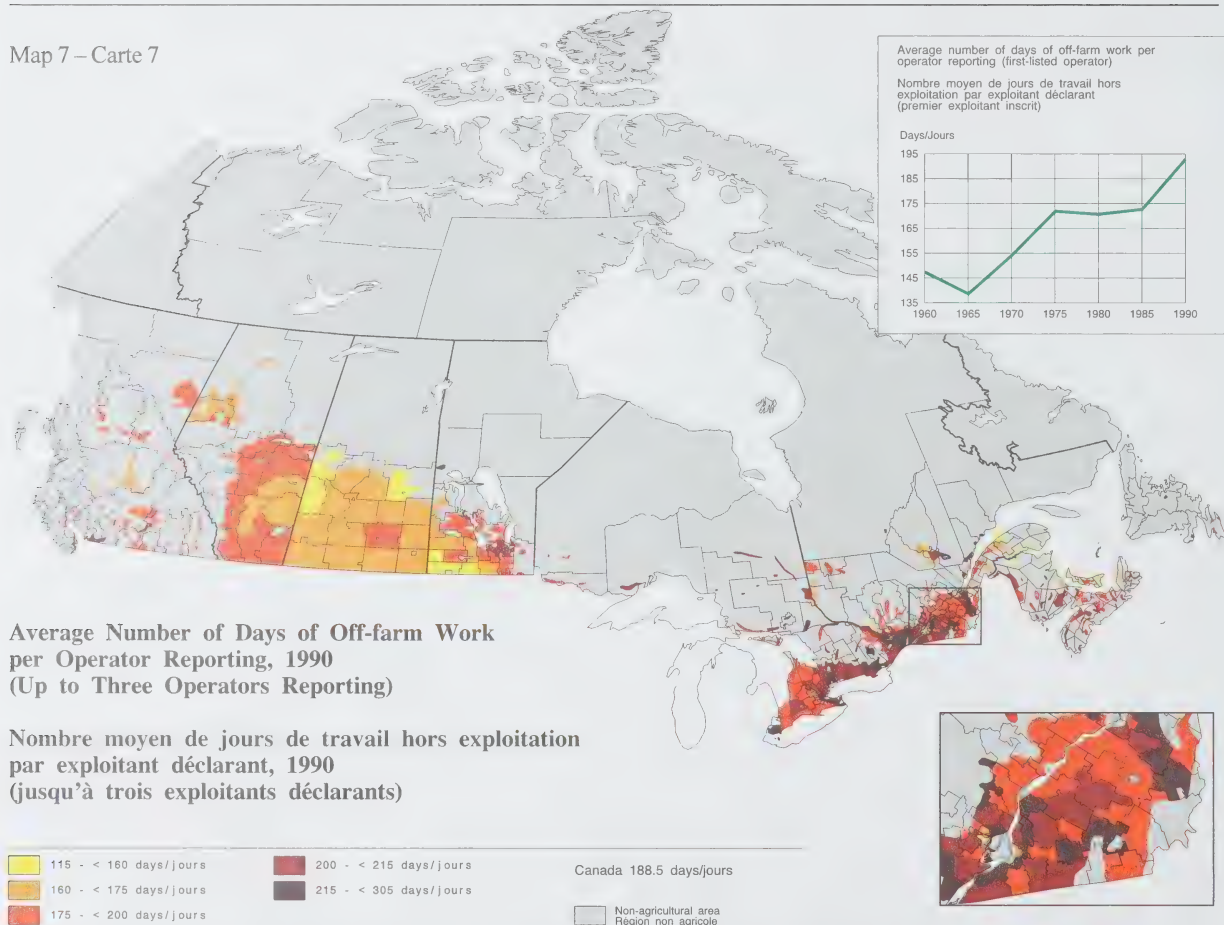 Map 7 – Carte 7
Average number of days of off-farm work per
operator reporting (first-listed operator)
Nombre moyen de jours de travail hors
exploitation par exploitant déclarant
(premier exploitant inscrit)
Days/Jours
195
185
175
165
155
145
135
1960 1965 1970 1975 1980 1985 1990
Average Number of Days of Off-farm Work
per Operator Reporting, 1990
(Up to Three Operators Reporting)
Nombre moyen de jours de travail hors exploitation
par exploitant déclarant, 1990
(jusqu'à trois exploitants déclarants)
115 - < 160 days/jours
160 - < 175 days/jours
175 - < 200 days/jours
200 - < 215 days/jours
215 - < 305 days/jours
Canada 188.5 days/jours
Non-agricultural area
Région non agricole